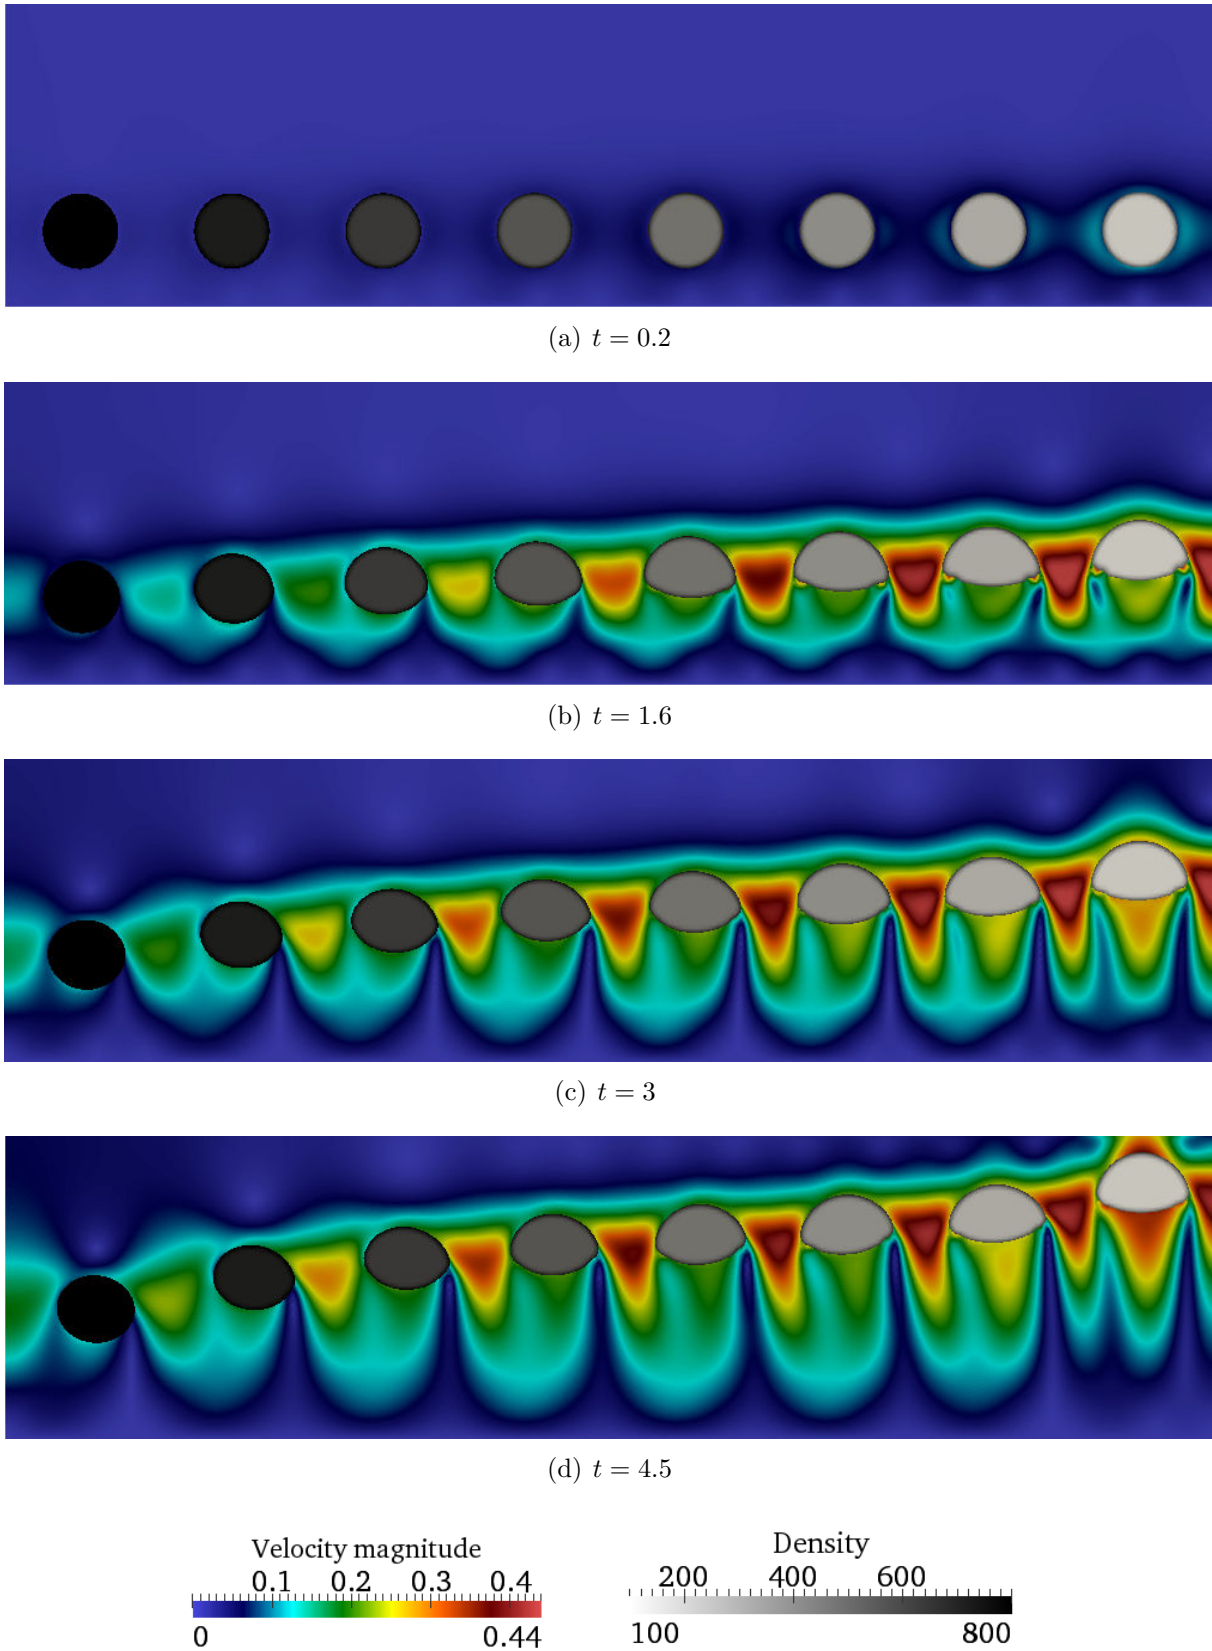 (a) t = 0.2
(b) t = 1.6
(c) t = 3
(d) t = 4.5
Velocity magnitude
0.1 0.2 0.3 0.4
0 0.44
Density
200 400 600
100 800